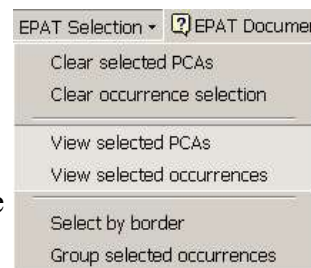 EPAT Selection EPAT Documen
Clear selected PCAs
Clear occurrence selection
View selected PCAs
View selected occurrences
e
Select by border
Group selected occurrences